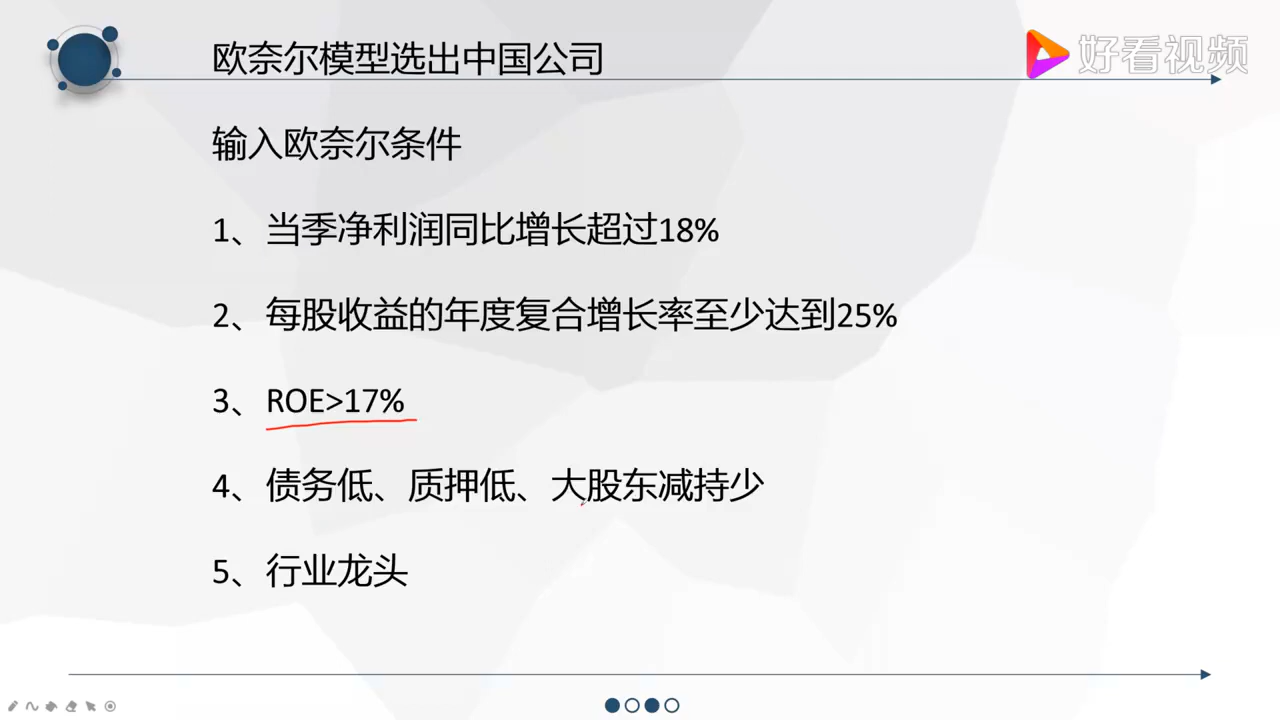 欧奈尔模型选出中国公司
好看视频
输入欧奈尔条件
1、当季净利润同比增长超过18%
2、每股收益的年度复合增长率至少达到25%
3、ROE>17%
4、债务低、质押低、大股东减持少
5、行业龙头